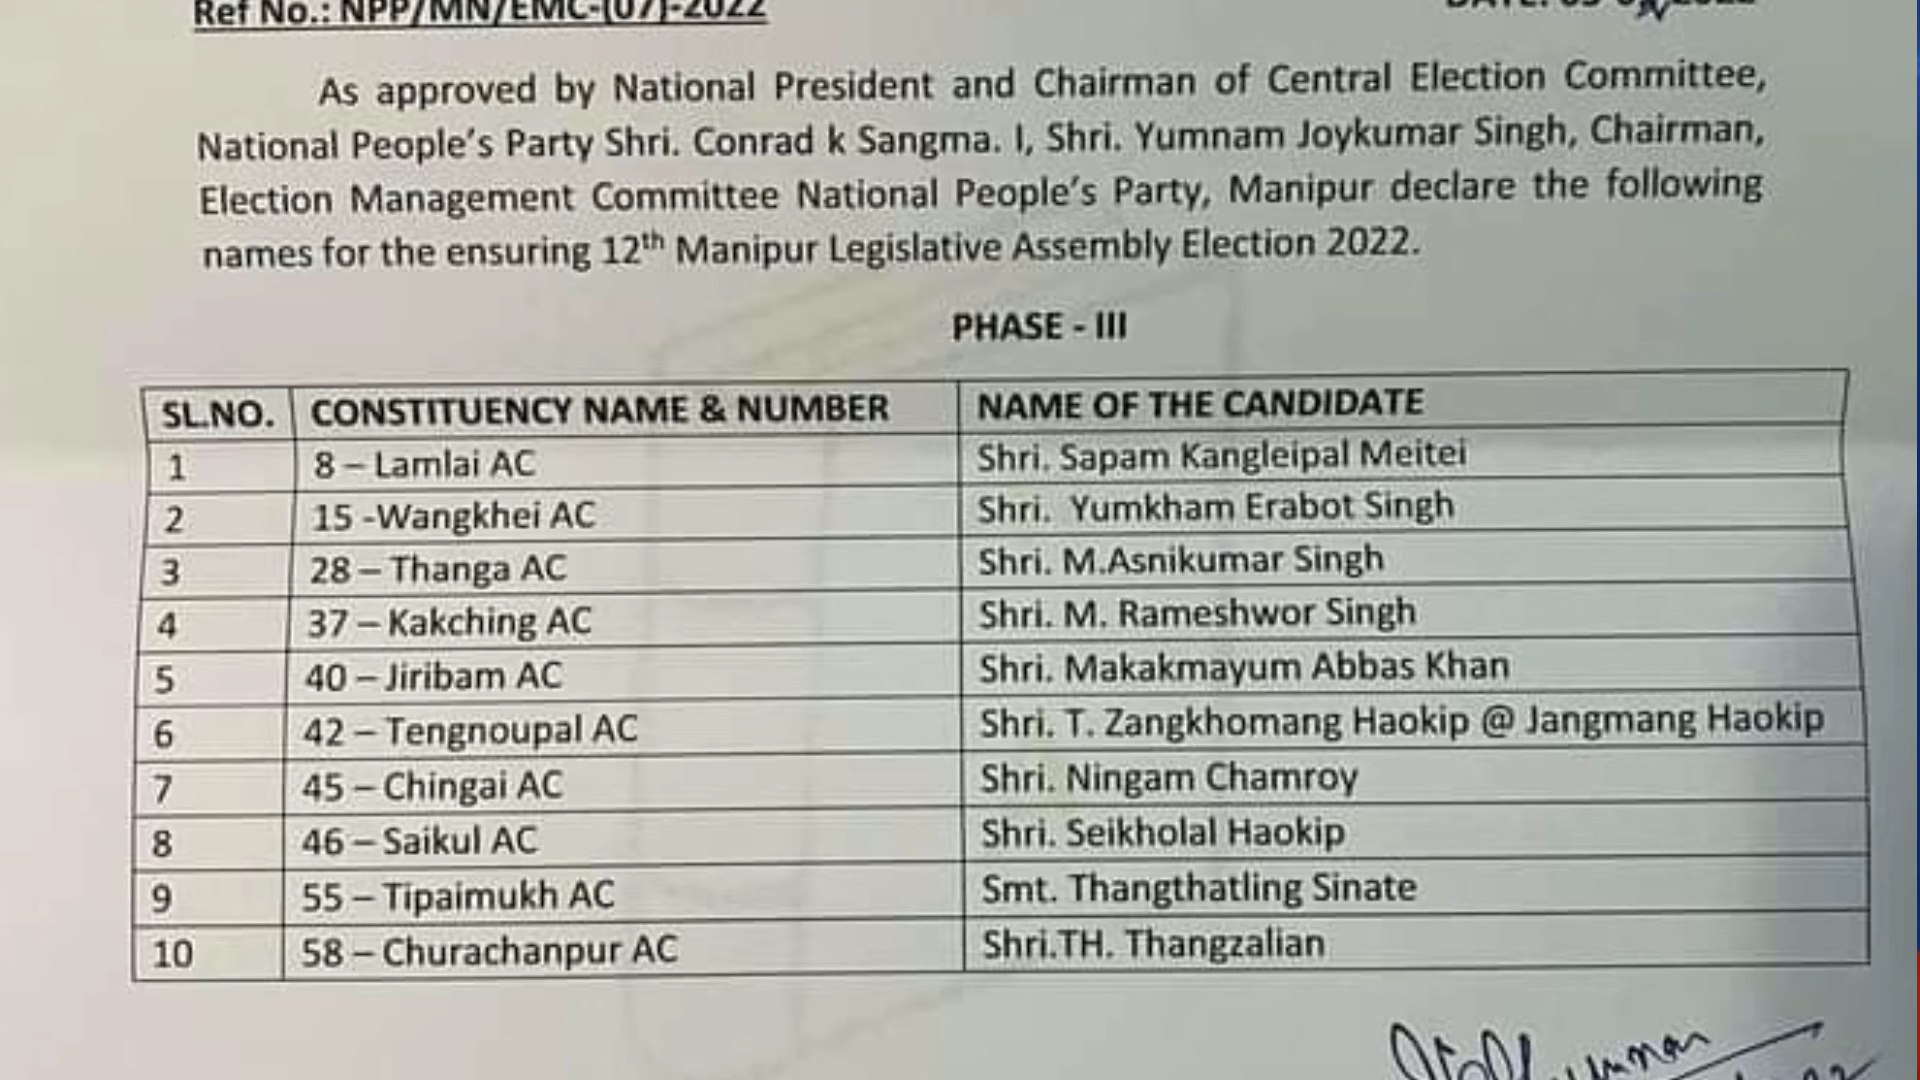 Ref No.: NPP/MN/EMC-(07)-2022
As approved by National President and Chairman of Central Election Committee,
National People's Party Shri. Conrad k Sangma. I, Shri. Yumnam Joykumar Singh, Chairman,
Election Management Committee National People's Party, Manipur declare the following
names for the ensuring 12th Manipur Legislative Assembly Election 2022.
PHASE - III
SL.NO. CONSTITUENCY NAME & NUMBER NAME OF THE CANDIDATE
1 8 – Lamlai AC Shri. Sapam Kangleipal Meitei
2 15 -Wangkhei AC Shri. Yumkham Erabot Singh
3 28 – Thanga AC Shri. M.Asnikumar Singh
4 37 – Kakching AC Shri. M. Rameshwor Singh
5 40 – Jiribam AC Shri. Makakmayum Abbas Khan
6 42 – Tengnoupal AC Shri. T. Zangkhomang Haokip @ Jangmang Haokip
7 45 – Chingai AC Shri. Ningam Chamroy
8 46 – Saikul AC Shri. Seikholal Haokip
9 55 – Tipaimukh AC Smt. Thangthatling Sinate
10 58 – Churachanpur AC Shri.TH. Thangzalian